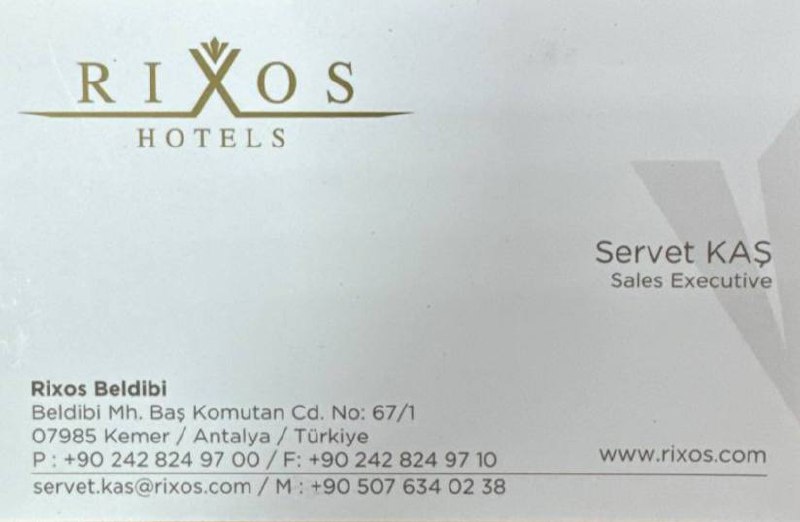 RIXOS
HOTELS
Servet KAŞ
Sales Executive
Rixos Beldibi
Beldibi Mh. Baş Komutan Cd. No: 67/1
07985 Kemer / Antalya / Türkiye
P : +90 242 824 97 00 / F: +90 242 824 97 10
www.rixos.com
servet.kas@rixos.com / M : +90 507 634 02 38